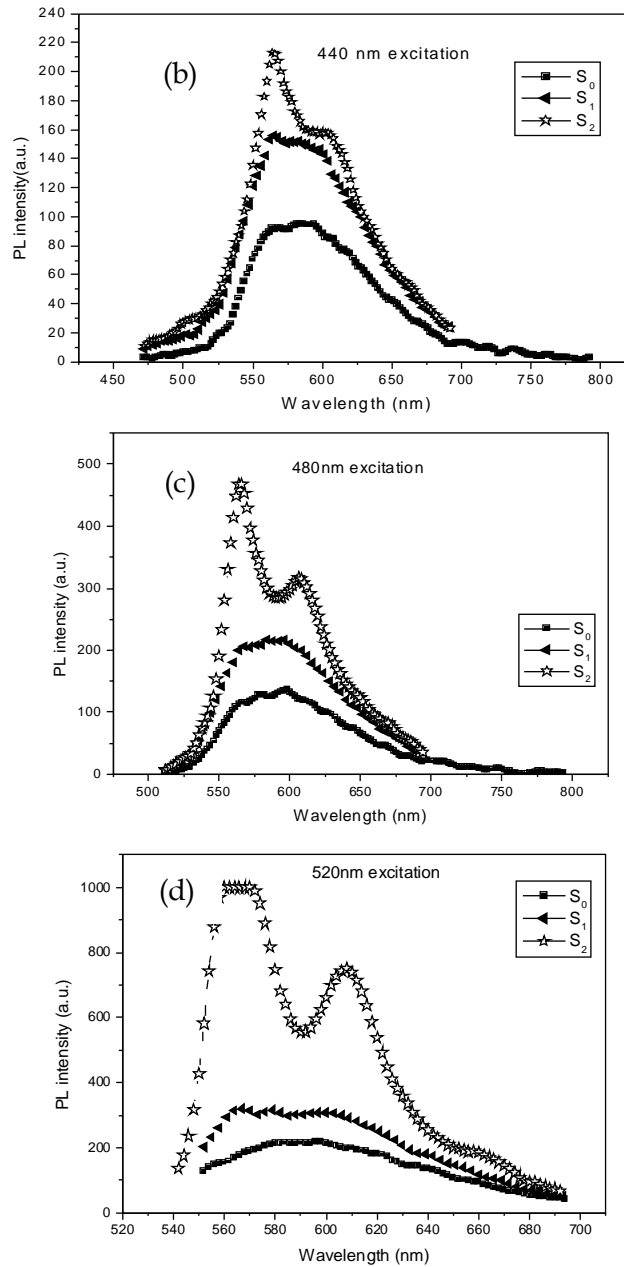 240
220
200
180
160
140
120
100
80
60
40
20
0
PL intensity(a.u.)
(b)
440 nm excitation
S0
S1
S2
450 500 550 600 650 700 750 800
Wavelength (nm)
500
400
300
200
100
0
PL intensity (a.u.)
(c)
480nm excitation
S0
S1
S2
500 550 600 650 700 750 800
Wavelength (nm)
1000
800
600
400
200
0
PL intensity (a.u.)
(d)
520nm excitation
S0
S1
S2
520 540 560 580 600 620 640 660 680 700
Wavelength (nm)